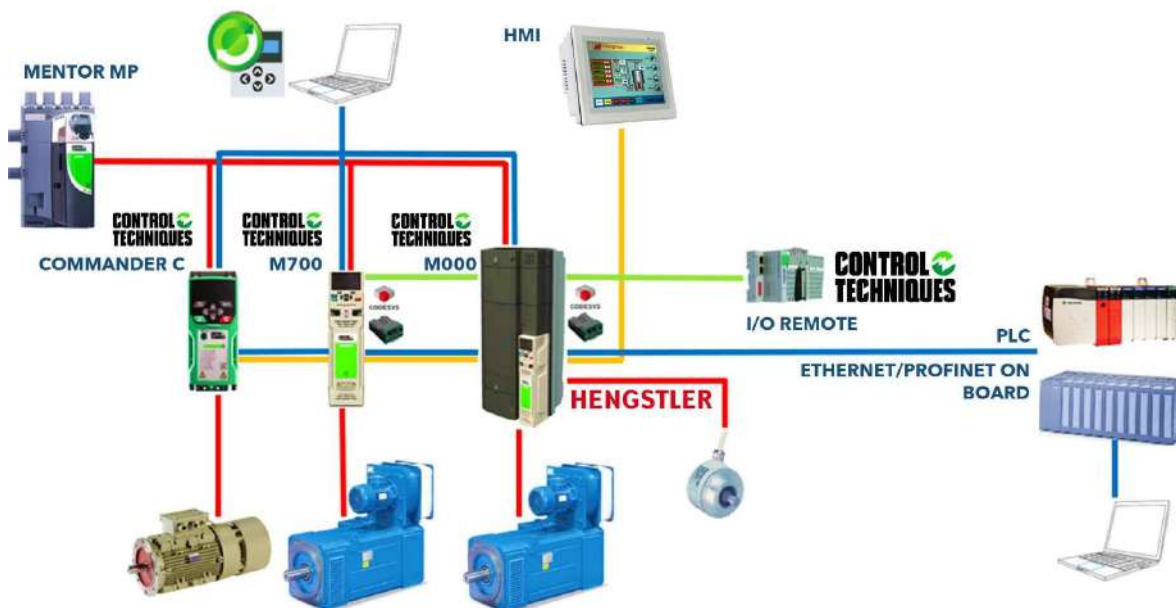 HMI
MENTOR MP
CONTROL
TECHNIQUES
COMMANDER C
CONTROL
TECHNIQUES
M700
CONTROL
TECHNIQUES
M000
CODESYS
CODESYS
CONTROL
TECHNIQUES
I/O REMOTE
PLC
ETHERNET/PROFINET ON
BOARD
HENGSTLER